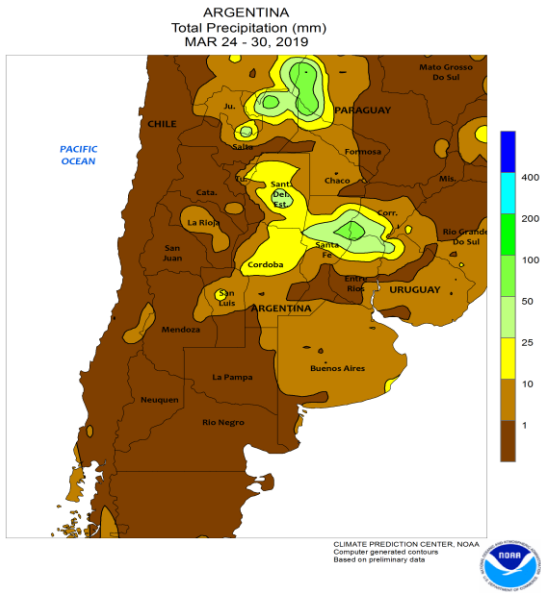 ARGENTINA
Total Precipitation (mm)
MAR 24 - 30, 2019
Mato Grosso
Do Sul
Ju.
PARAGUAY
CHILE
PACIFIC
OCEAN
Salta
Formosa
Tu.
Sant.
Del.
Est.
Chaco
Mis.
Cata.
Corr.
La Rioja
Rio Grande
Do Sul
Santa
Fe
San
Juan
Cordoba
Entre
Rios
San
Luis
URUGUAY
ARGENTINA
Mendoza
Buenos Aires
La Pampa
Neuquen
Rio Negro
400
200
100
50
25
10
1
CLIMATE PREDICTION CENTER, NOAA
Computer generated contours
Based on preliminary data
NOAA